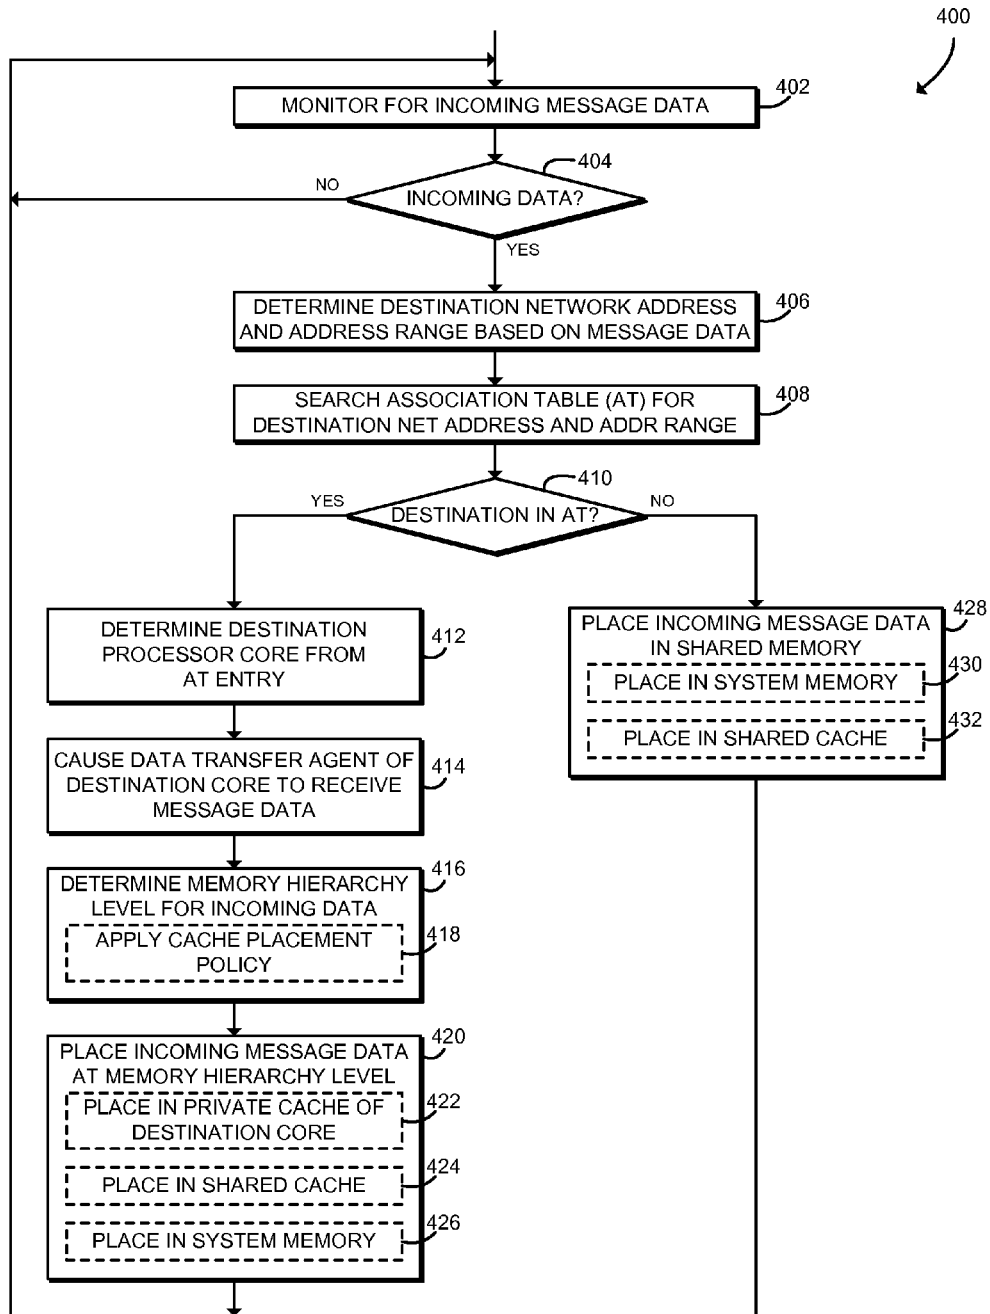 400
MONITOR FOR INCOMING MESSAGE DATA
402
404
INCOMING DATA?
NO
YES
DETERMINE DESTINATION NETWORK ADDRESS
AND ADDRESS RANGE BASED ON MESSAGE DATA
406
SEARCH ASSOCIATION TABLE (AT) FOR
DESTINATION NET ADDRESS AND ADDR RANGE
408
410
DESTINATION IN AT?
YES
NO
DETERMINE DESTINATION
PROCESSOR CORE FROM
AT ENTRY
412
CAUSE DATA TRANSFER AGENT OF
DESTINATION CORE TO RECEIVE
MESSAGE DATA
414
DETERMINE MEMORY HIERARCHY
LEVEL FOR INCOMING DATA
416
APPLY CACHE PLACEMENT
POLICY
418
PLACE INCOMING MESSAGE DATA
AT MEMORY HIERARCHY LEVEL
420
PLACE IN PRIVATE CACHE OF
DESTINATION CORE
422
PLACE IN SHARED CACHE
424
PLACE IN SYSTEM MEMORY
426
PLACE INCOMING MESSAGE DATA
IN SHARED MEMORY
428
PLACE IN SYSTEM MEMORY
430
PLACE IN SHARED CACHE
432